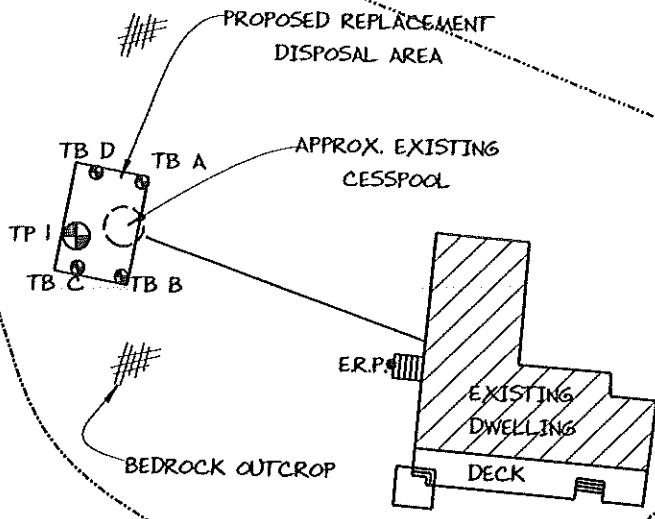 PROPOSED REPLACEMENT
DISPOSAL AREA
TB D
TB A
APPROX. EXISTING
CESSPOOL
TP 1
TB C
TB B
E.R.P.
EXISTING
DWELLING
DECK
BEDROCK OUTCROP